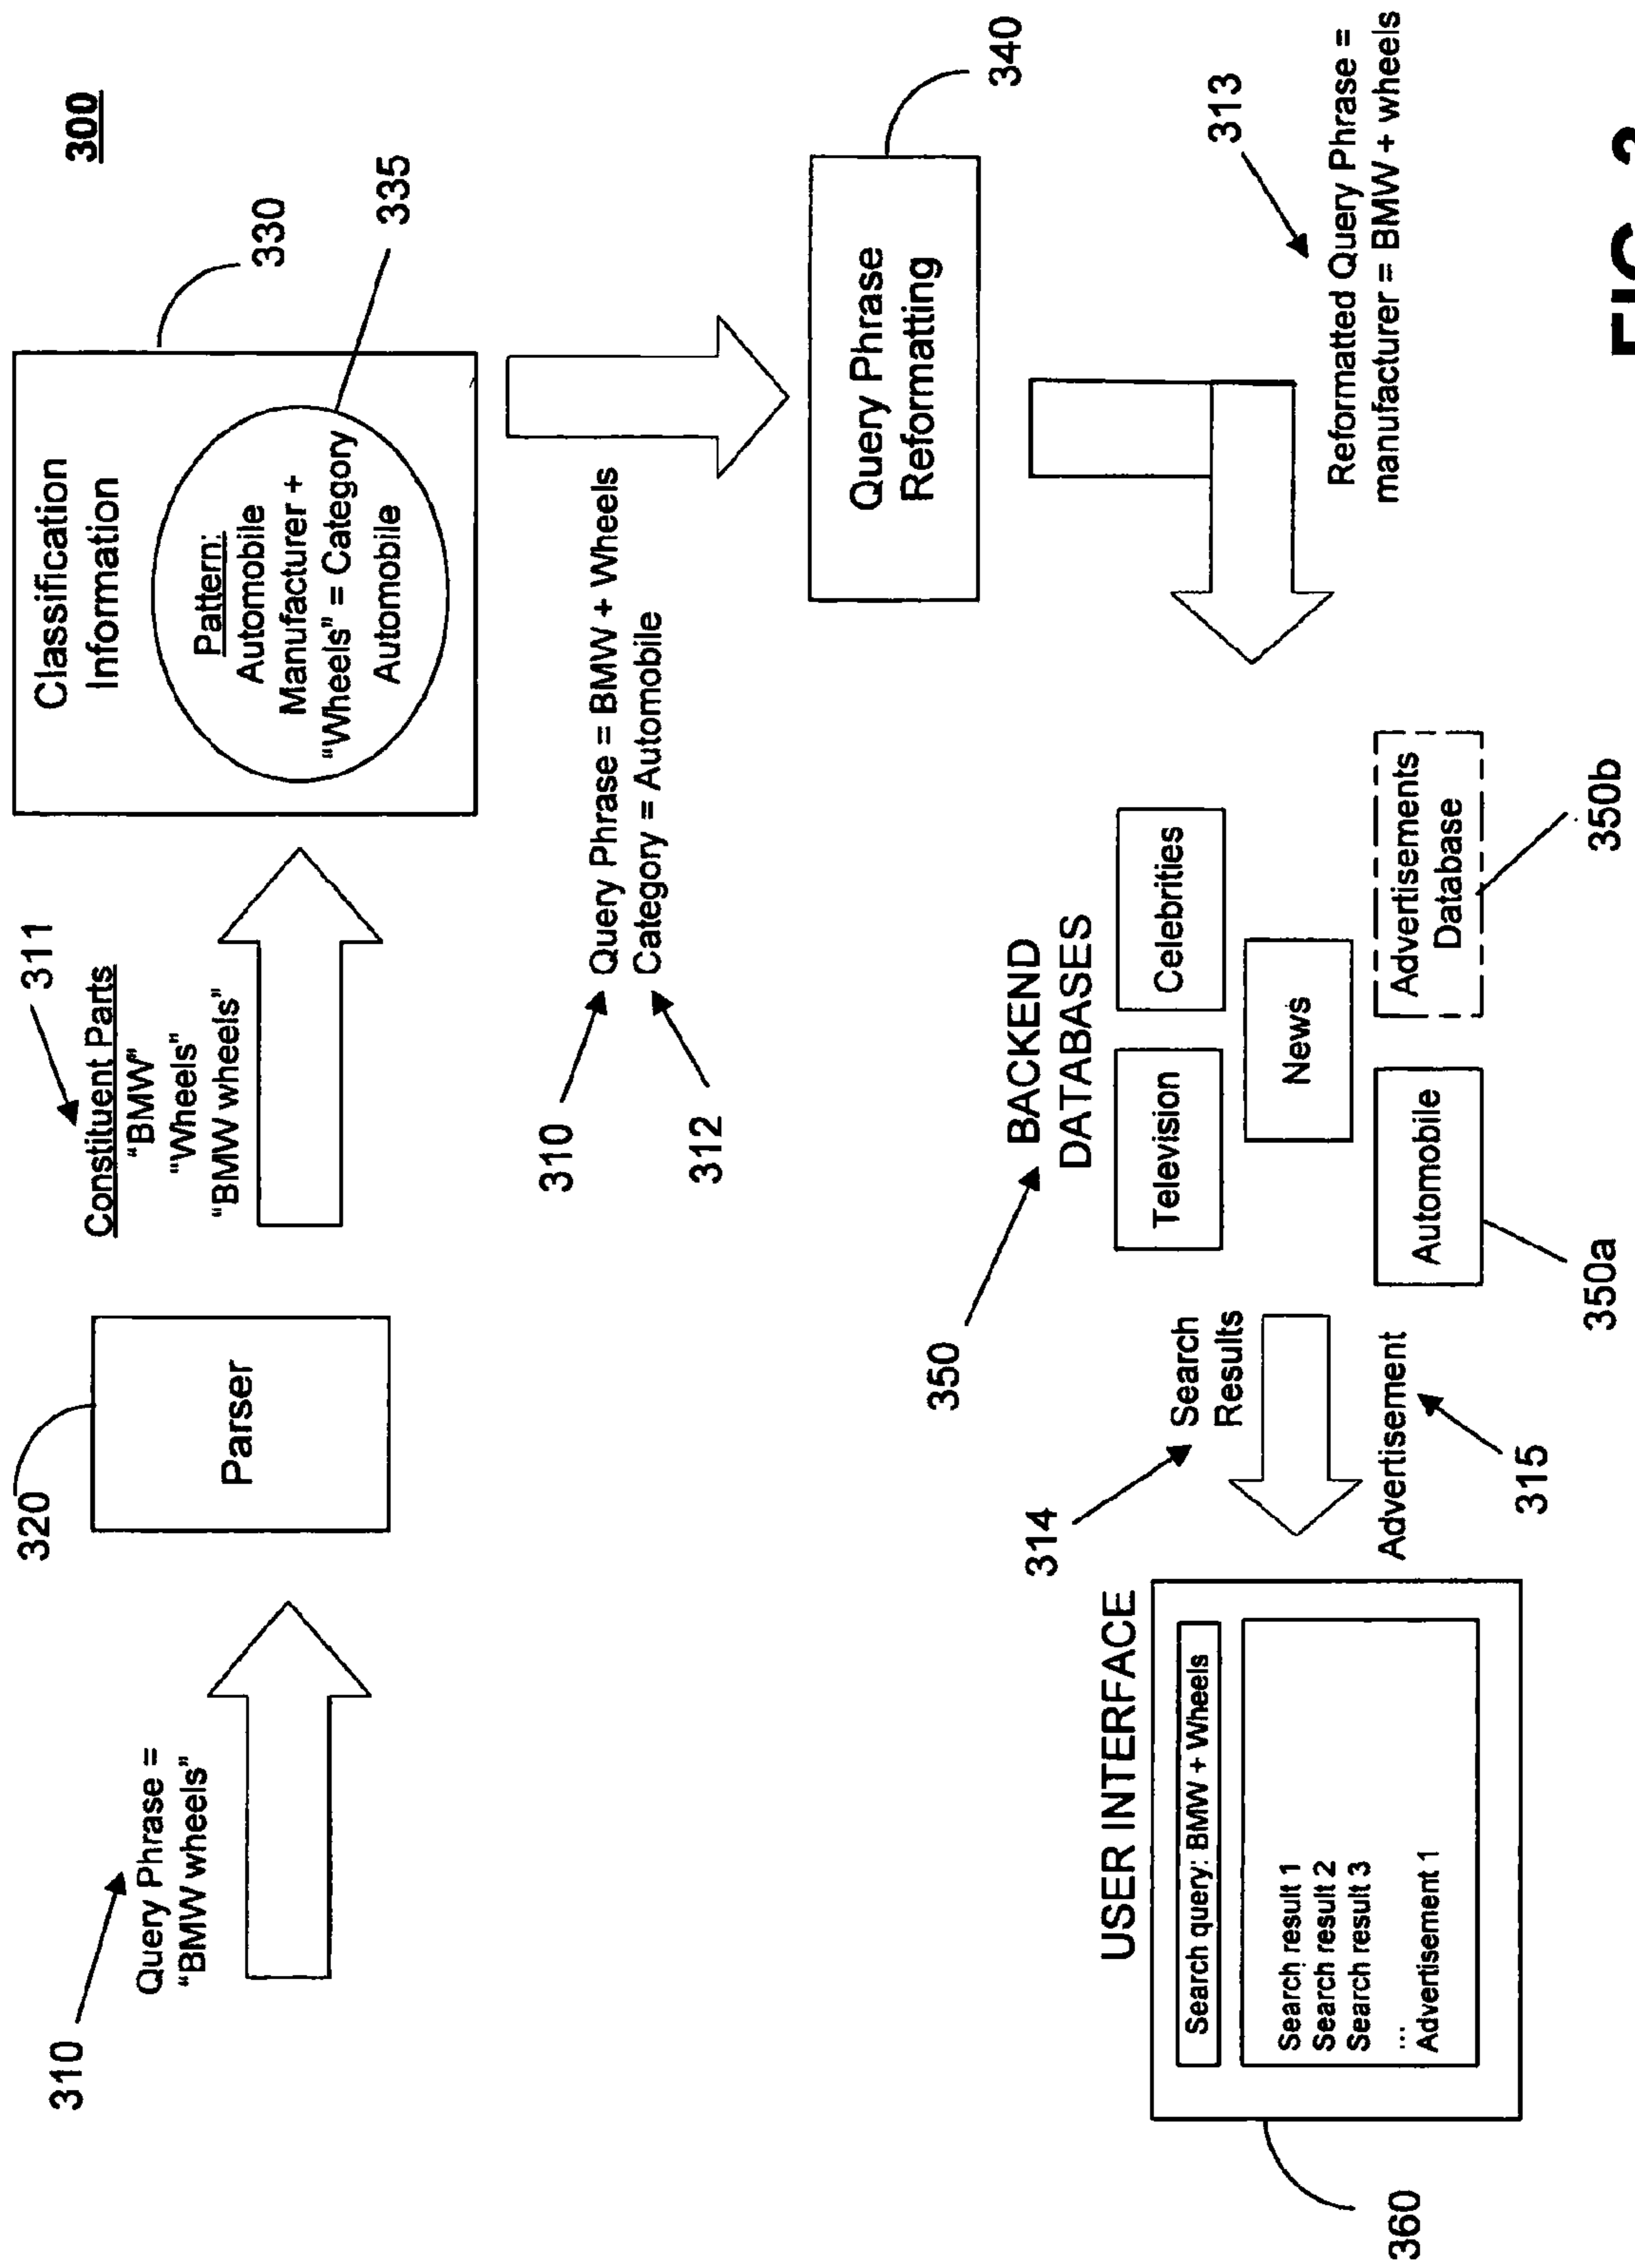 300
310
Query Phrase =
“BMW wheels”
320
Parser
311
Constituent Parts
“BMW”
“Wheels”
“BMW wheels”
Classification
Information
Pattern:
Automobile
Manufacturer +
“Wheels” = Category
Automobile
330
335
310
Query Phrase = BMW + Wheels
Category = Automobile
312
Query Phrase
Reformatting
340
313
Reformatted Query Phrase =
manufacturer = BMW + wheels
350
BACKEND
DATABASES
Television
Celebrities
News
Automobile
Advertisements
Database
350a
350b
314
Search
Results
Advertisement
315
USER INTERFACE
Search query: BMW + Wheels
Search result 1
Search result 2
Search result 3
...
Advertisement 1
360
FIG.